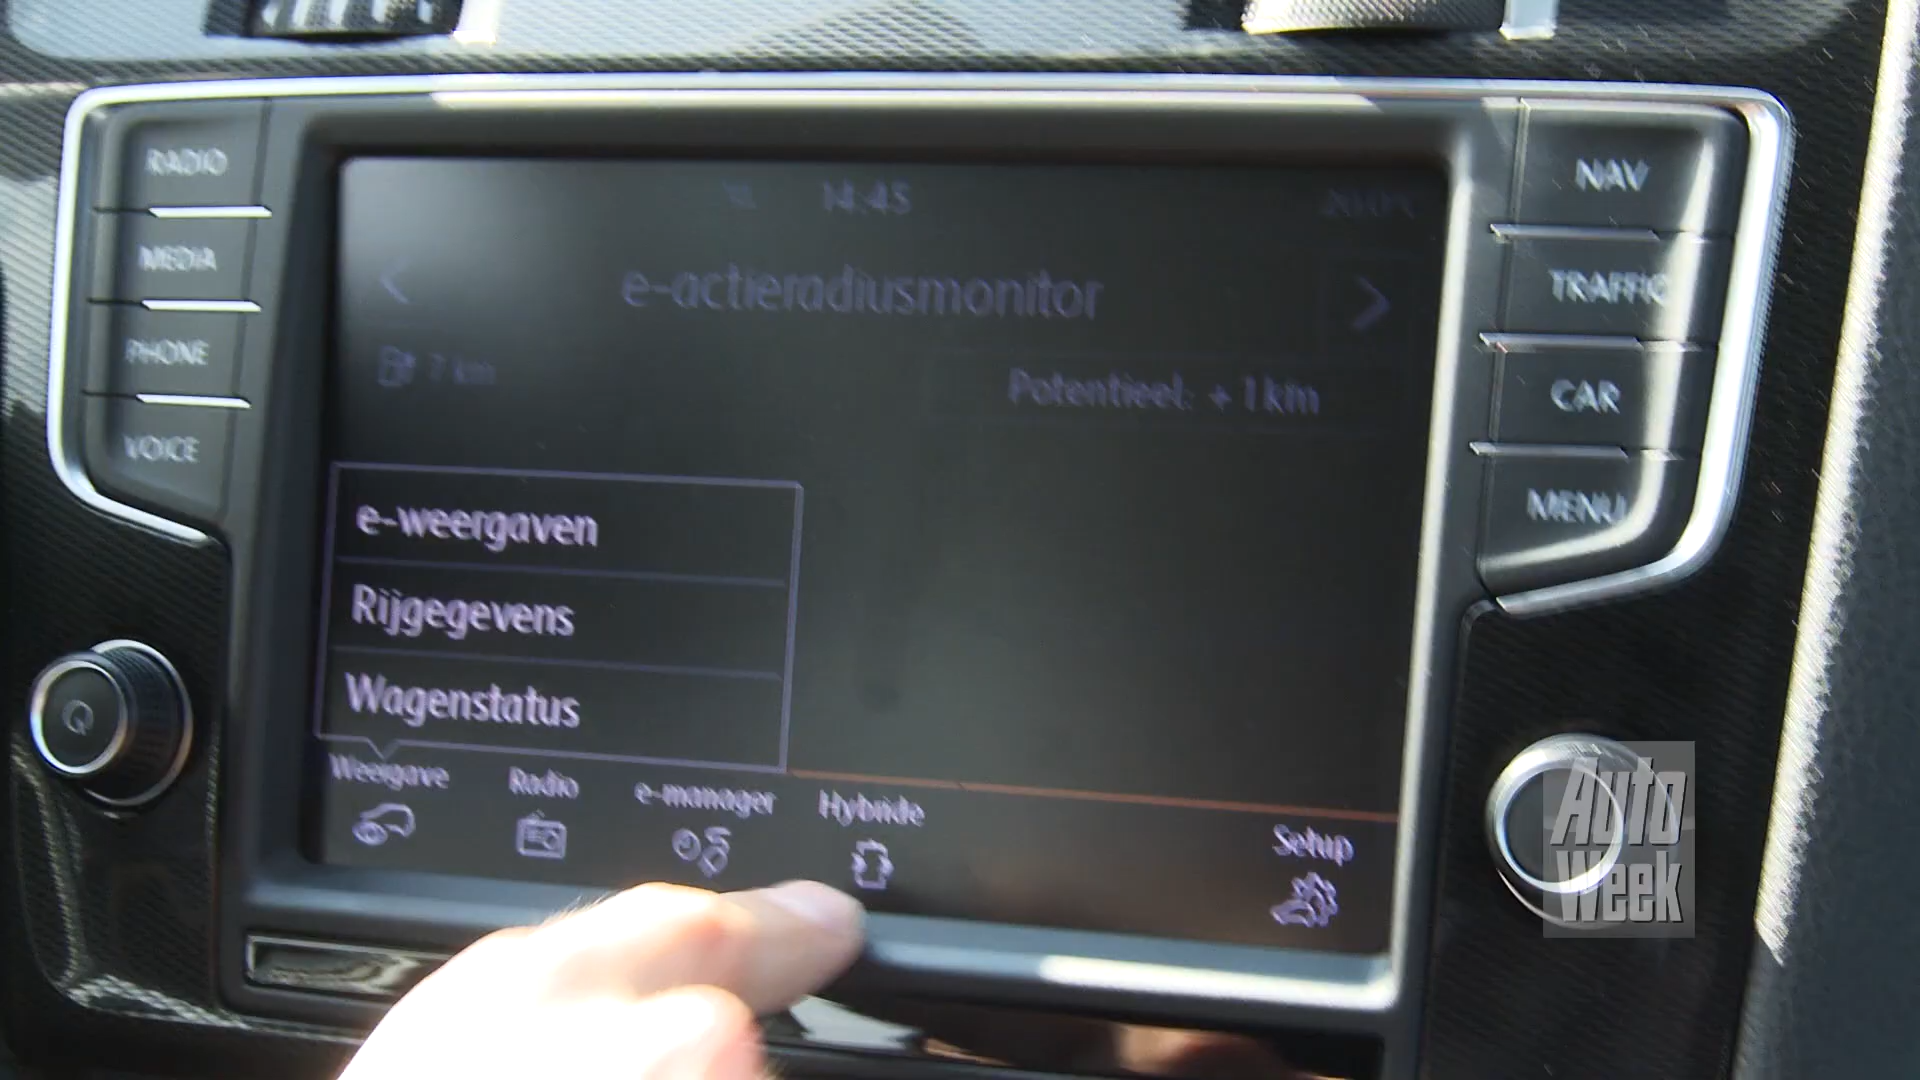 RADIO
MEDIA
PHONE
VOICE
14:45
e-actieradiusmonitor
7 km
Potentieel: + 1 km
e-weergaven
Rijgegevens
Wagenstatus
Weergave
Radio
e-manager
Hybride
Setup
NAV
TRAFFIC
CAR
MENU
Auto
Week